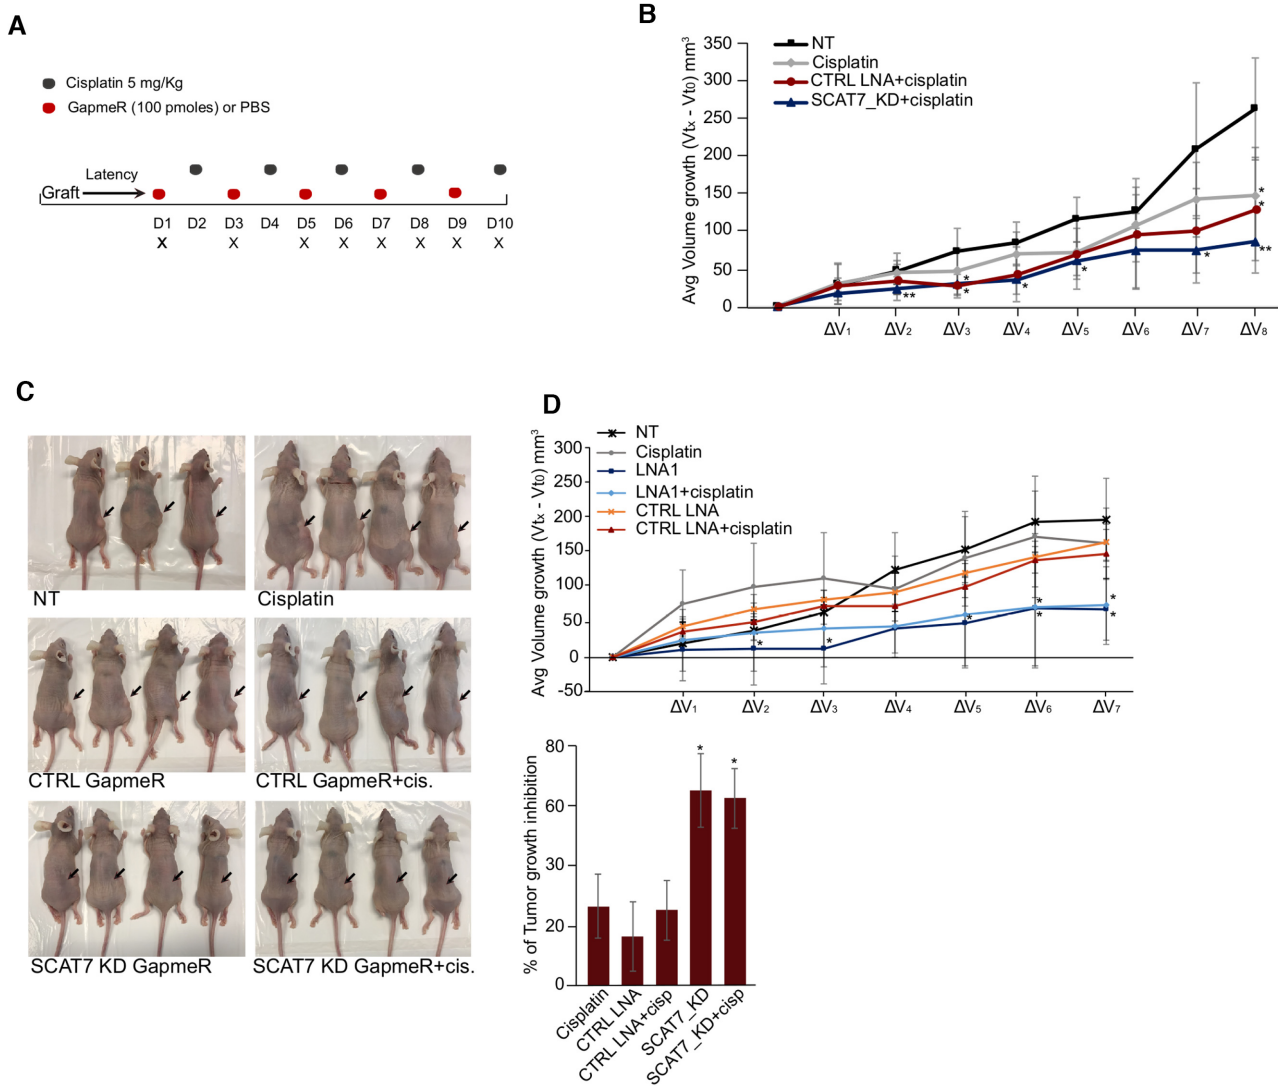 A
Cisplatin 5 mg/Kg
GapmeR (100 pmoles) or PBS
Latency
Graft
D1 D2 D3 D4 D5 D6 D7 D8 D9 D10
X X X X X X
B
Avg Volume growth (Vtx - Vt0) mm3
350
300
250
200
150
100
50
0
NT
Cisplatin
CTRL LNA+cisplatin
SCAT7_KD+cisplatin
*
*
**
** * * * * * *
ΔV1 ΔV2 ΔV3 ΔV4 ΔV5 ΔV6 ΔV7 ΔV8
C
NT
Cisplatin
CTRL GapmeR
CTRL GapmeR+cis.
SCAT7 KD GapmeR
SCAT7 KD GapmeR+cis.
D
Avg Volume growth (Vtx - Vt0) mm3
300
250
200
150
100
50
0
-50
NT
Cisplatin
LNA1
LNA1+cisplatin
CTRL LNA
CTRL LNA+cisplatin
* * * * * * *
ΔV1 ΔV2 ΔV3 ΔV4 ΔV5 ΔV6 ΔV7
% of Tumor growth inhibition
80
60
30
20
0
* *
Cisplatin
CTRL LNA
CTRL LNA+cisp
SCAT7_KD
SCAT7_KD+cisp